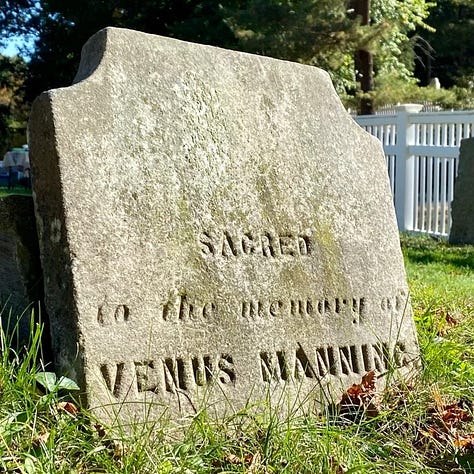 SACRED
to the memory of
VENUS MANNING